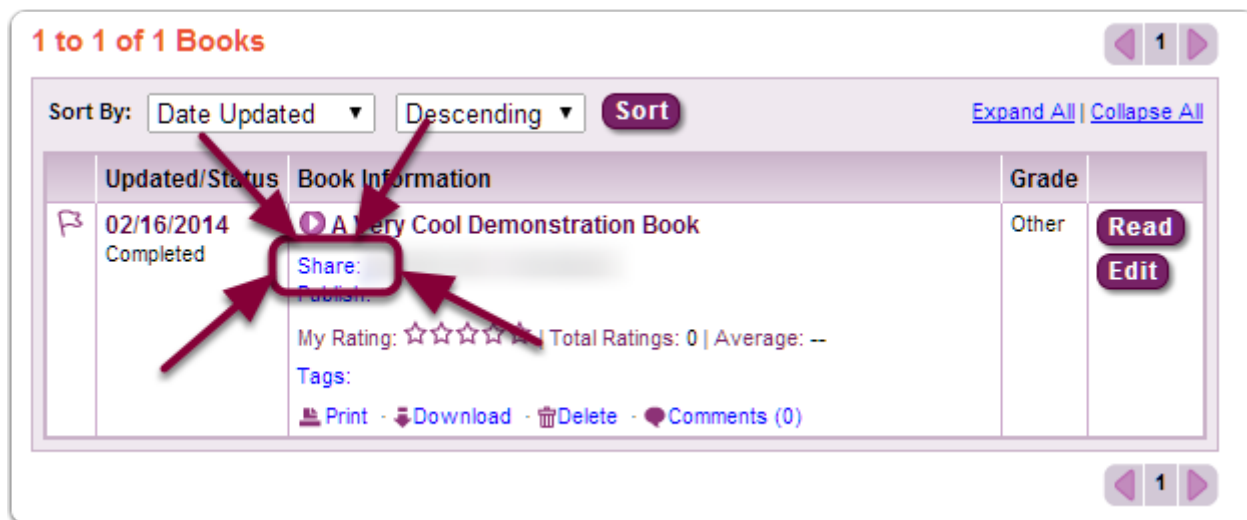 1 to 1 of 1 Books
1
Sort By: Date Updated Descending Sort Expand All | Collapse All
Updated/Status Book Information Grade
02/16/2014 A Very Cool Demonstration Book Other Read
Completed
Share: Edit
Publish:
My Rating: | Total Ratings: 0 | Average: --
Tags:
Print - Download - Delete - Comments (0)
1